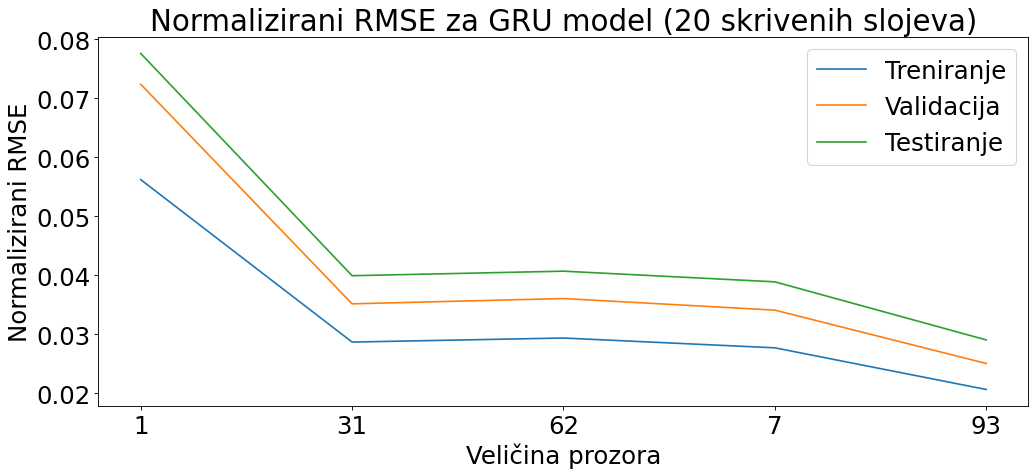 Normalizirani RMSE za GRU model (20 skrivenih slojeva)
Normalizirani RMSE
0.08
0.07
0.06
0.05
0.04
0.03
0.02
Treniranje
Validacija
Testiranje
1 31 62 7 93
Veličina prozora